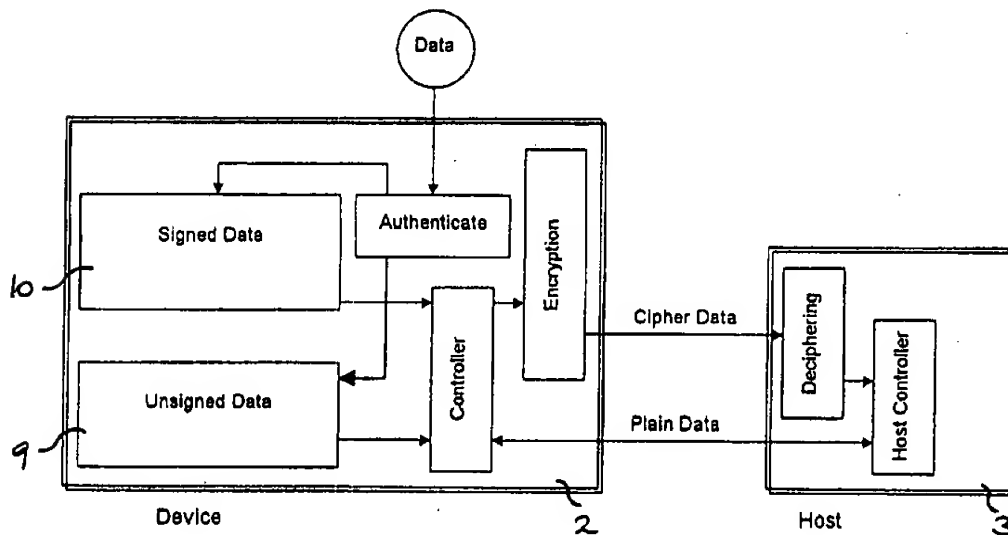 Data
Authenticate
Signed Data
Encryption
10
Cipher Data
Deciphering
Controller
Host Controller
Unsigned Data
Plain Data
9
Device
2
Host
3